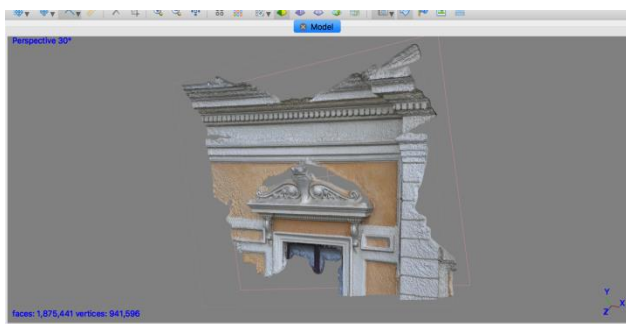 Model
Perspective 30°
Y
X
Z
faces: 1,875,441 vertices: 941,596